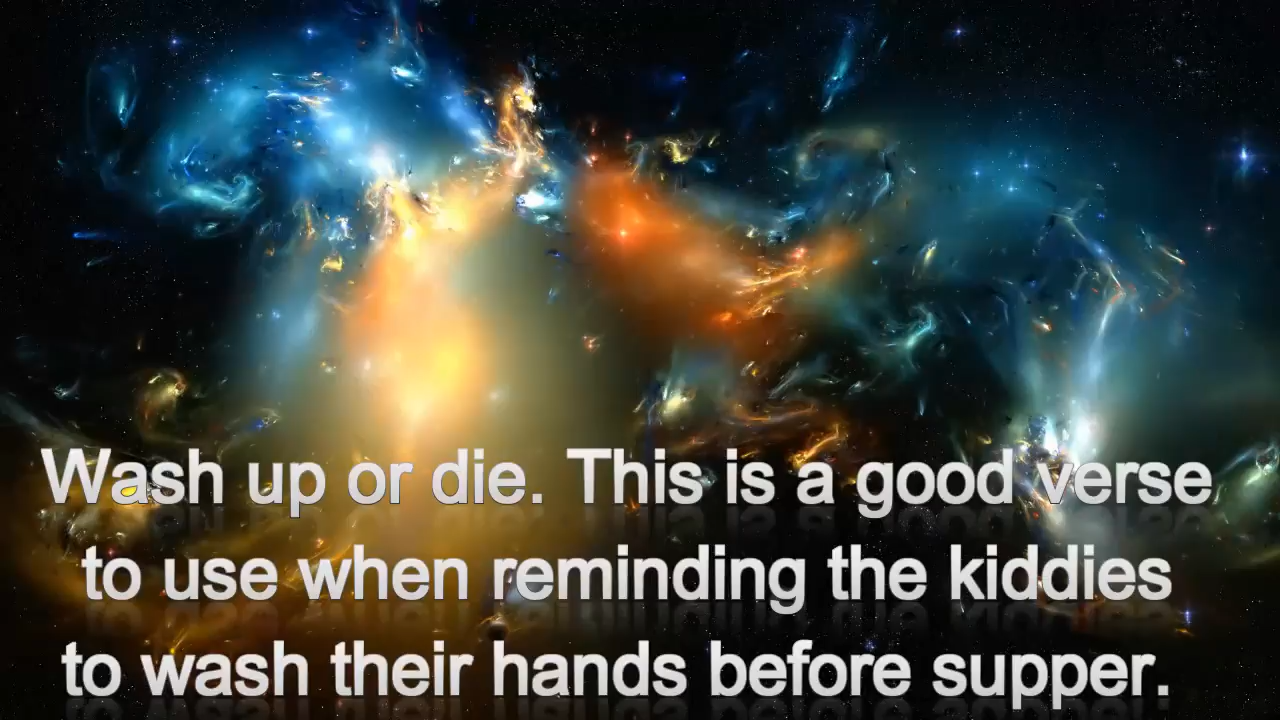 Wash up or die. This is a good verse
to use when reminding the kiddies
to wash their hands before supper.